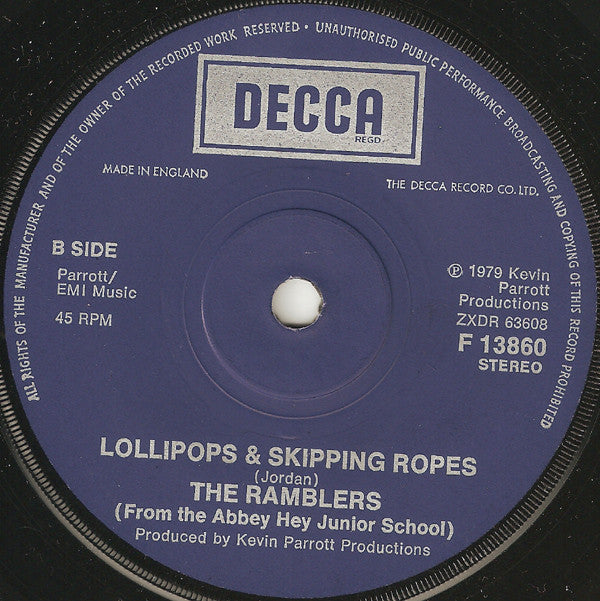 ALL RIGHTS OF THE MANUFACTURER AND OF THE OWNER OF THE RECORDED WORK RESERVED • UNAUTHORISED PUBLIC PERFORMANCE BROADCASTING AND COPYING OF THIS RECORD PROHIBITED
DECCA
REGD
MADE IN ENGLAND
THE DECCA RECORD CO. LTD.
B SIDE
Parrott/
EMI Music
45 RPM
℗ 1979 Kevin
Parrott
Productions
ZXDR 63608
F 13860
STEREO
LOLLIPOPS & SKIPPING ROPES
(Jordan)
THE RAMBLERS
(From the Abbey Hey Junior School)
Produced by Kevin Parrott Productions